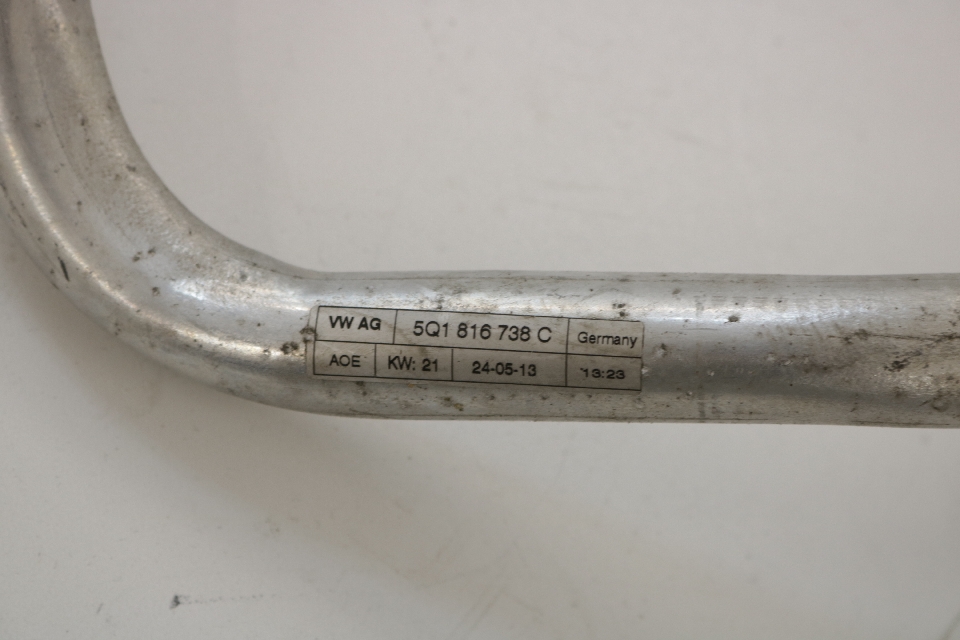 VW AG 5Q1 816 738 C Germany
AOE KW: 21 24-05-13 13:23